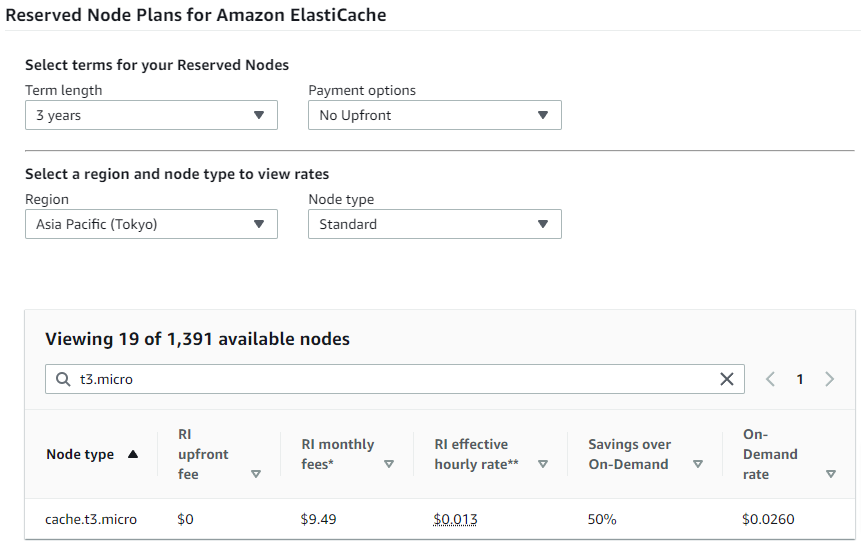 Reserved Node Plans for Amazon ElastiCache
Select terms for your Reserved Nodes
Term length
Payment options
3 years
No Upfront
Select a region and node type to view rates
Region
Node type
Asia Pacific (Tokyo)
Standard
Viewing 19 of 1,391 available nodes
t3.micro
1
Node type
RI
upfront
fee
RI monthly
fees*
RI effective
hourly rate**
Savings over
On-Demand
On-
Demand
rate
cache.t3.micro
$0
$9.49
$0.013
50%
$0.0260